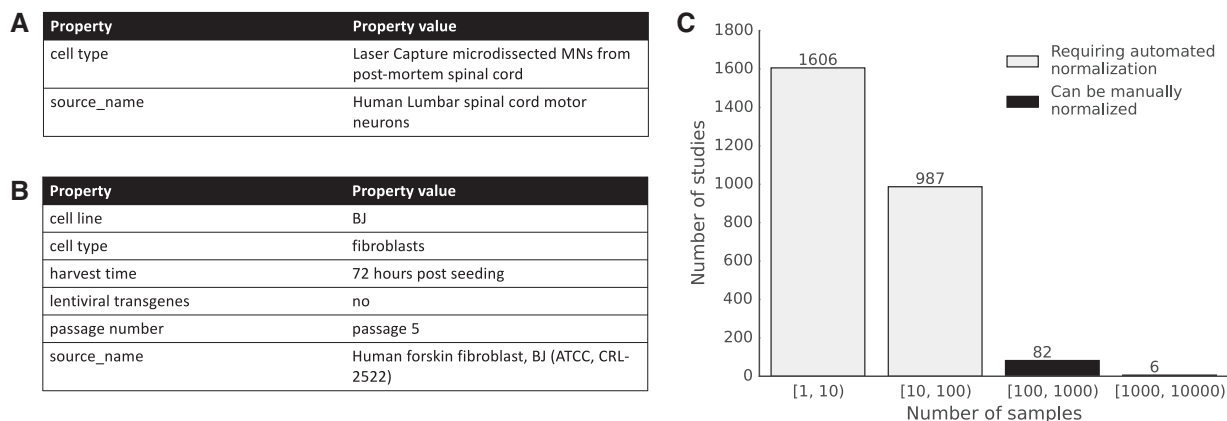 A
Property Property value
cell type Laser Capture microdissected MNs from
post-mortem spinal cord
source_name Human Lumbar spinal cord motor
neurons
B
Property Property value
cell line BJ
cell type fibroblasts
harvest time 72 hours post seeding
lentiviral transgenes no
passage number passage 5
source_name Human forskin fibroblast, BJ (ATCC, CRL-
2522)
C
Number of studies
1800
1600
1400
1200
1000
800
600
400
200
0
1606
987
82
6
Requiring automated
normalization
Can be manually
normalized
[1, 10) [10, 100) [100, 1000) [1000, 10000)
Number of samples